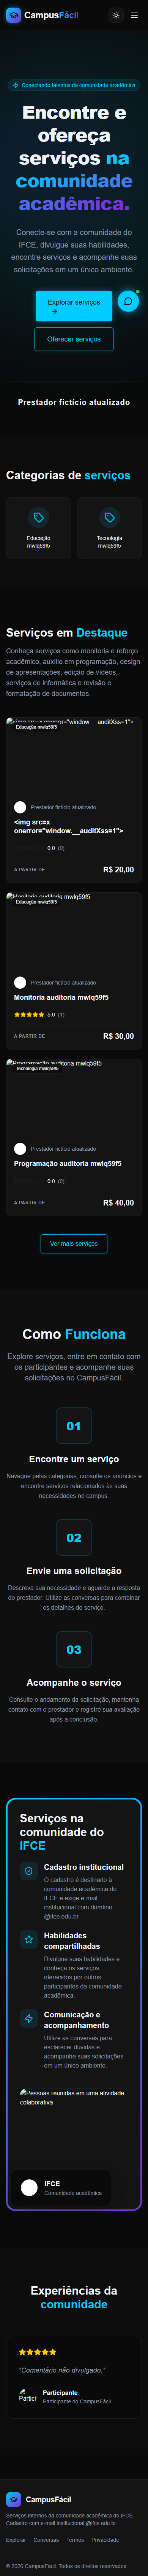 CampusFácil
Conectando talentos da comunidade acadêmica
Encontre e
ofereça
serviços na
comunidade
acadêmica.
Conecte-se com a comunidade do
IFCE, divulgue suas habilidades,
encontre serviços e acompanhe suas
solicitações em um único ambiente.
Explorar serviços
Oferecer serviços
Prestador fictício atualizado
Categorias de serviços
Educação
mwlq59f5
Tecnologia
mwlq59f5
Serviços em Destaque
Conheça serviços como monitoria e reforço
acadêmico, auxílio em programação, design
de apresentações, edição de vídeos,
serviços de informática e revisão e
formatação de documentos.
<img src=x onerror="window.__auditXss=1">
Educação mwlq59f5
Prestador fictício atualizado
<img src=x
onerror="window.__auditXss=1">
0.0 (0)
A PARTIR DE
R$ 20,00
Monitoria auditoria mwlq59f5
Educação mwlq59f5
Prestador fictício atualizado
Monitoria auditoria mwlq59f5
5.0 (1)
A PARTIR DE
R$ 30,00
Programação auditoria mwlq59f5
Tecnologia mwlq59f5
Prestador fictício atualizado
Programação auditoria mwlq59f5
0.0 (0)
A PARTIR DE
R$ 40,00
Ver mais serviços
Como Funciona
Explore serviços, entre em contato com
os participantes e acompanhe suas
solicitações no CampusFácil.
01
Encontre um serviço
Navegue pelas categorias, consulte os anúncios e
encontre serviços relacionados às suas
necessidades no campus.
02
Envie uma solicitação
Descreva sua necessidade e aguarde a resposta
do prestador. Utilize as conversas para combinar
os detalhes do serviço.
03
Acompanhe o serviço
Consulte o andamento da solicitação, mantenha
contato com o prestador e registre sua avaliação
após a conclusão.
Serviços na
comunidade do
IFCE
Cadastro institucional
O cadastro é destinado à
comunidade acadêmica do
IFCE e exige e-mail
institucional com domínio
@ifce.edu.br.
Habilidades
compartilhadas
Divulgue suas habilidades e
conheça os serviços
oferecidos por outros
participantes da comunidade
acadêmica.
Comunicação e
acompanhamento
Utilize as conversas para
esclarecer dúvidas e
acompanhe suas solicitações
em um único ambiente.
Pessoas reunidas em uma atividade
colaborativa
IFCE
Comunidade acadêmica
Experiências da
comunidade
"Comentário não divulgado."
Partici
Participante
Participante do CampusFácil
CampusFácil
Serviços internos da comunidade acadêmica do IFCE.
Cadastro com e-mail institucional @ifce.edu.br.
Explorar Conversas Termos Privacidade
© 2026 CampusFácil. Todos os direitos reservados.